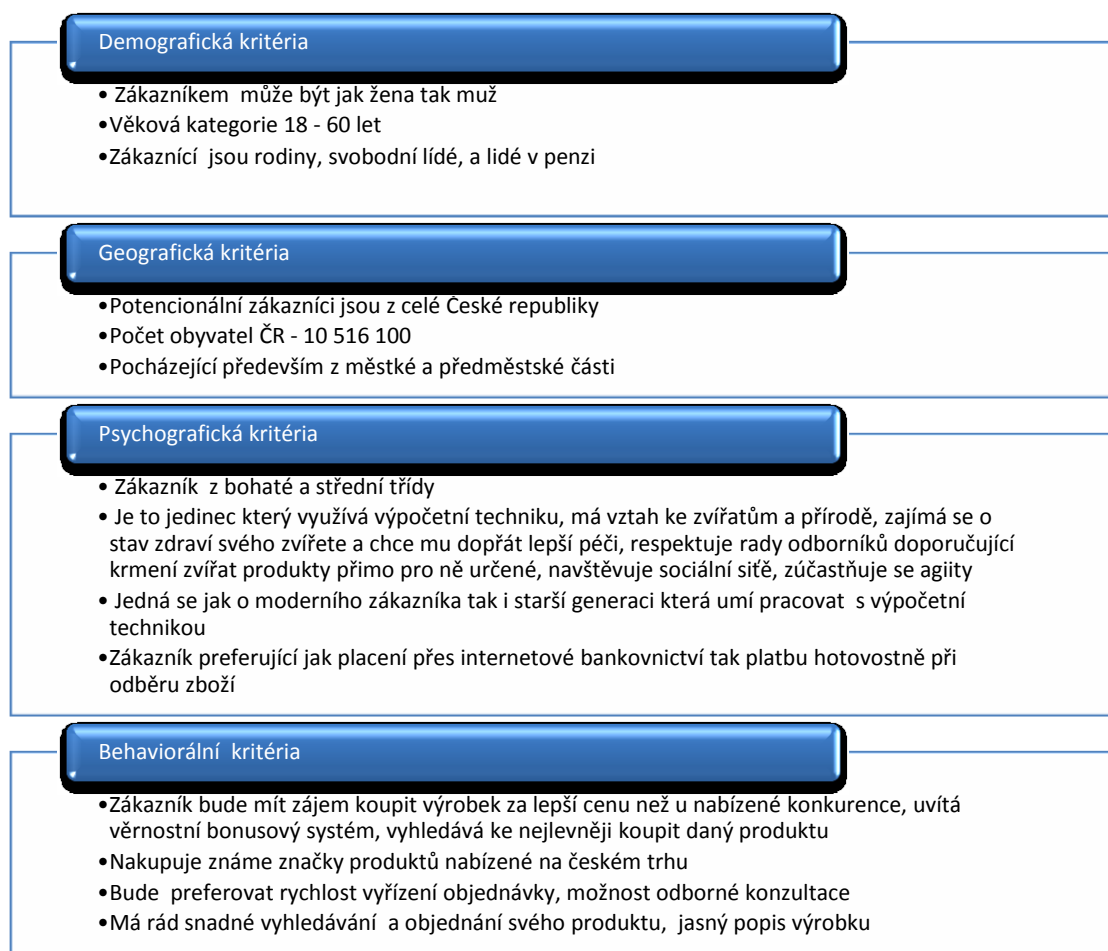 Demografická kritéria
• Zákazníkem  může být jak žena tak muž
•Věková kategorie 18 - 60 let
•Zákaznící  jsou rodiny, svobodní lídé, a lidé v penzi
Geografická kritéria
•Potencionální zákazníci jsou z celé České republiky
•Počet obyvatel ČR - 10 516 100
•Pocházející především z městké a předměstské části
Psychografická kritéria
• Zákazník  z bohaté a střední třídy
• Je to jedinec který využívá výpočetní techniku, má vztah ke zvířatům a přírodě, zajímá se o
stav zdraví svého zvířete a chce mu dopřát lepší péči, respektuje rady odborníků doporučující
krmení zvířat produkty přimo pro ně určené, navštěvuje sociální siťě, zúčastňuje se agiity
• Jedná se jak o moderního zákazníka tak i starší generaci která umí pracovat  s výpočetní
technikou
•Zákazník preferující jak placení přes internetové bankovnictví tak platbu hotovostně při
odběru zboží
Behaviorální  kritéria
•Zákazník bude mít zájem koupit výrobek za lepší cenu než u nabízené konkurence, uvítá
věrnostní bonusový systém, vyhledává ke nejlevněji koupit daný produktu
•Nakupuje známe značky produktů nabízené na českém trhu
•Bude  preferovat rychlost vyřízení objednávky, možnost odborné konzultace
•Má rád snadné vyhledávání  a objednání svého produktu,  jasný popis výrobku